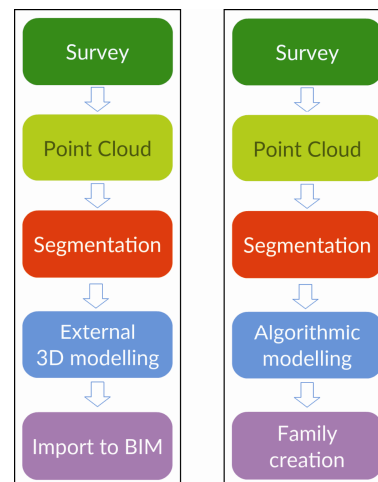 Survey
Point Cloud
Segmentation
External
3D modelling
Import to BIM
Survey
Point Cloud
Segmentation
Algorithmic
modelling
Family
creation